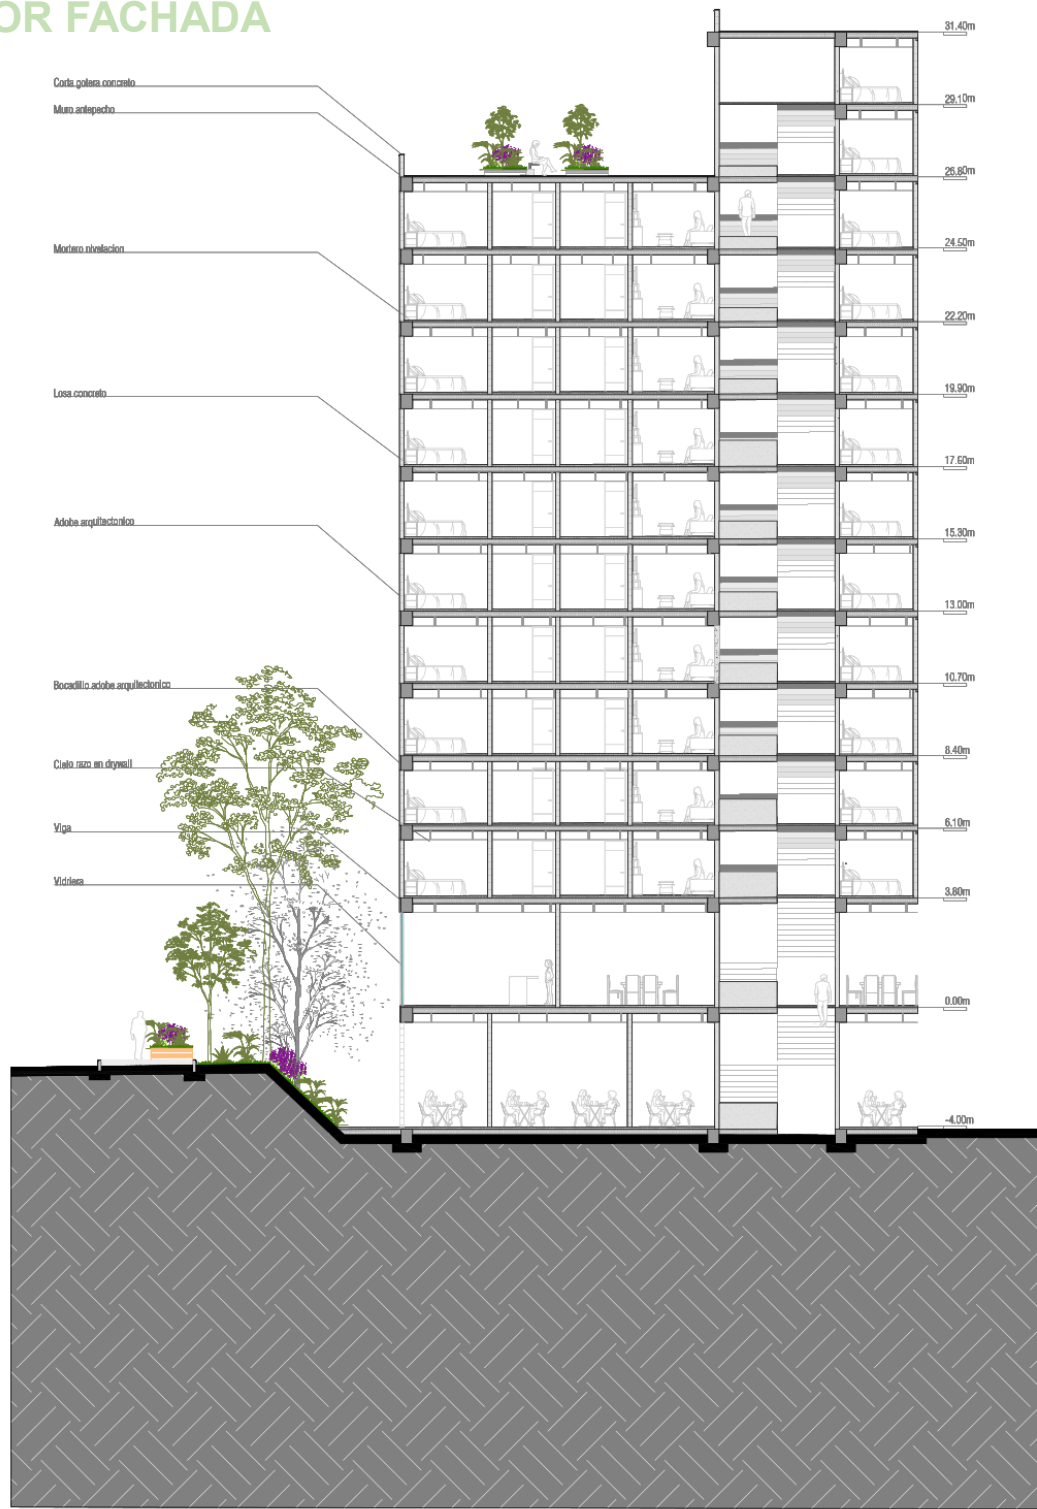 OR FACHADA
Corta gotera concreto
Muro antepecho
Mortero nivelacion
Losa concreto
Adobe arquitectonico
Bocadillo adobe arquitectonico
Cielo razo en drywall
Viga
Vidriera
31.40m
29.10m
26.80m
24.50m
22.20m
19.90m
17.60m
15.30m
13.00m
10.70m
8.40m
6.10m
3.80m
0.00m
-4.00m